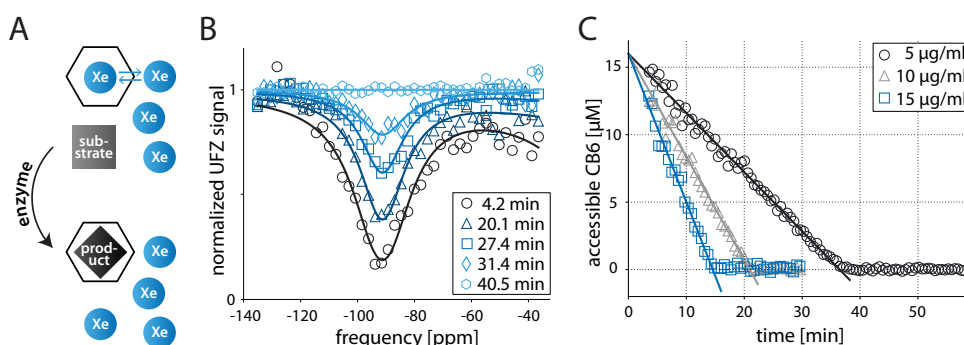 A
Xe
Xe
Xe
Xe
sub-
strate
enzyme
prod-
uct
Xe
Xe
Xe
Xe
B
normalized UFZ signal
1
0
-140
-120
-100
-80
-60
-40
frequency [ppm]
4.2 min
20.1 min
27.4 min
31.4 min
40.5 min
C
accessible CB6 [µM]
15
10
5
0
0
10
20
30
40
50
60
time [min]
5 µg/ml
10 µg/ml
15 µg/ml